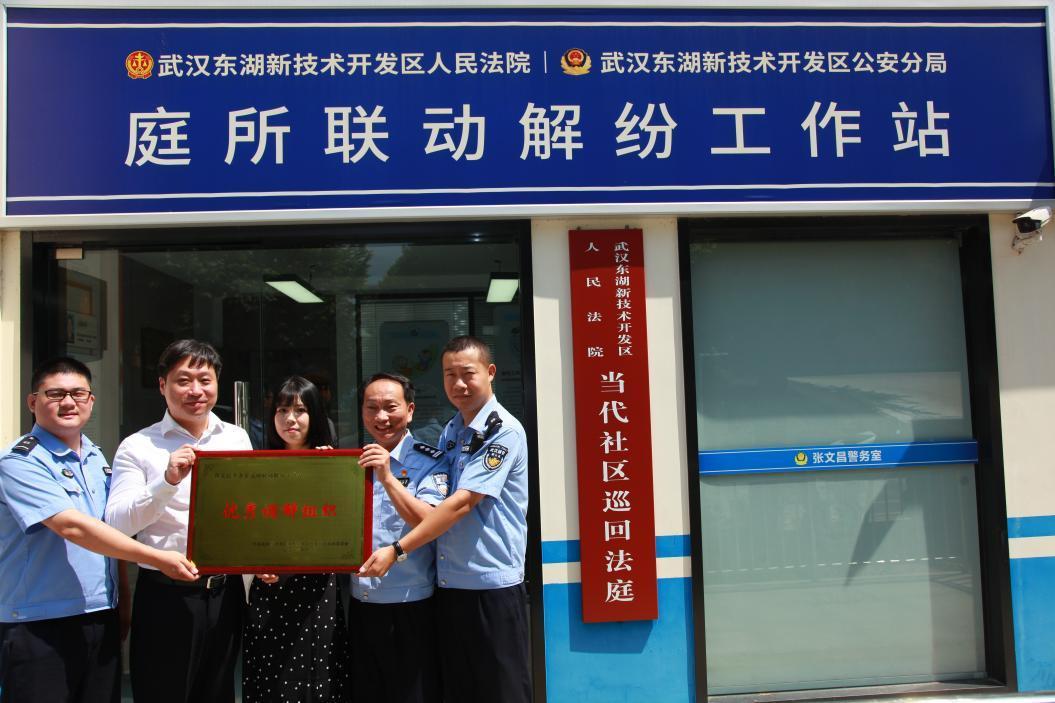 武汉东湖新技术开发区人民法院 | 武汉东湖新技术开发区公安分局
庭所联动解纷工作站
武汉东湖新技术开发区
人民法院
当代社区巡回法庭
张文昌警务室
优秀调解组织